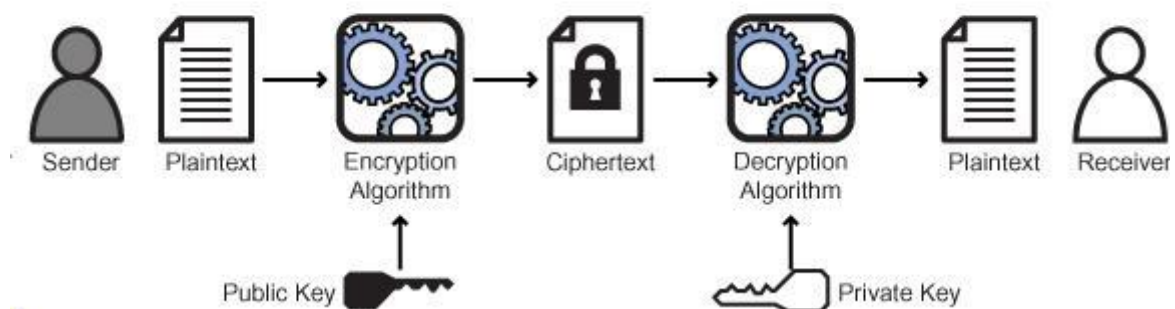 Sender
Plaintext
Encryption
Algorithm
Ciphertext
Decryption
Algorithm
Plaintext
Receiver
Public Key
Private Key